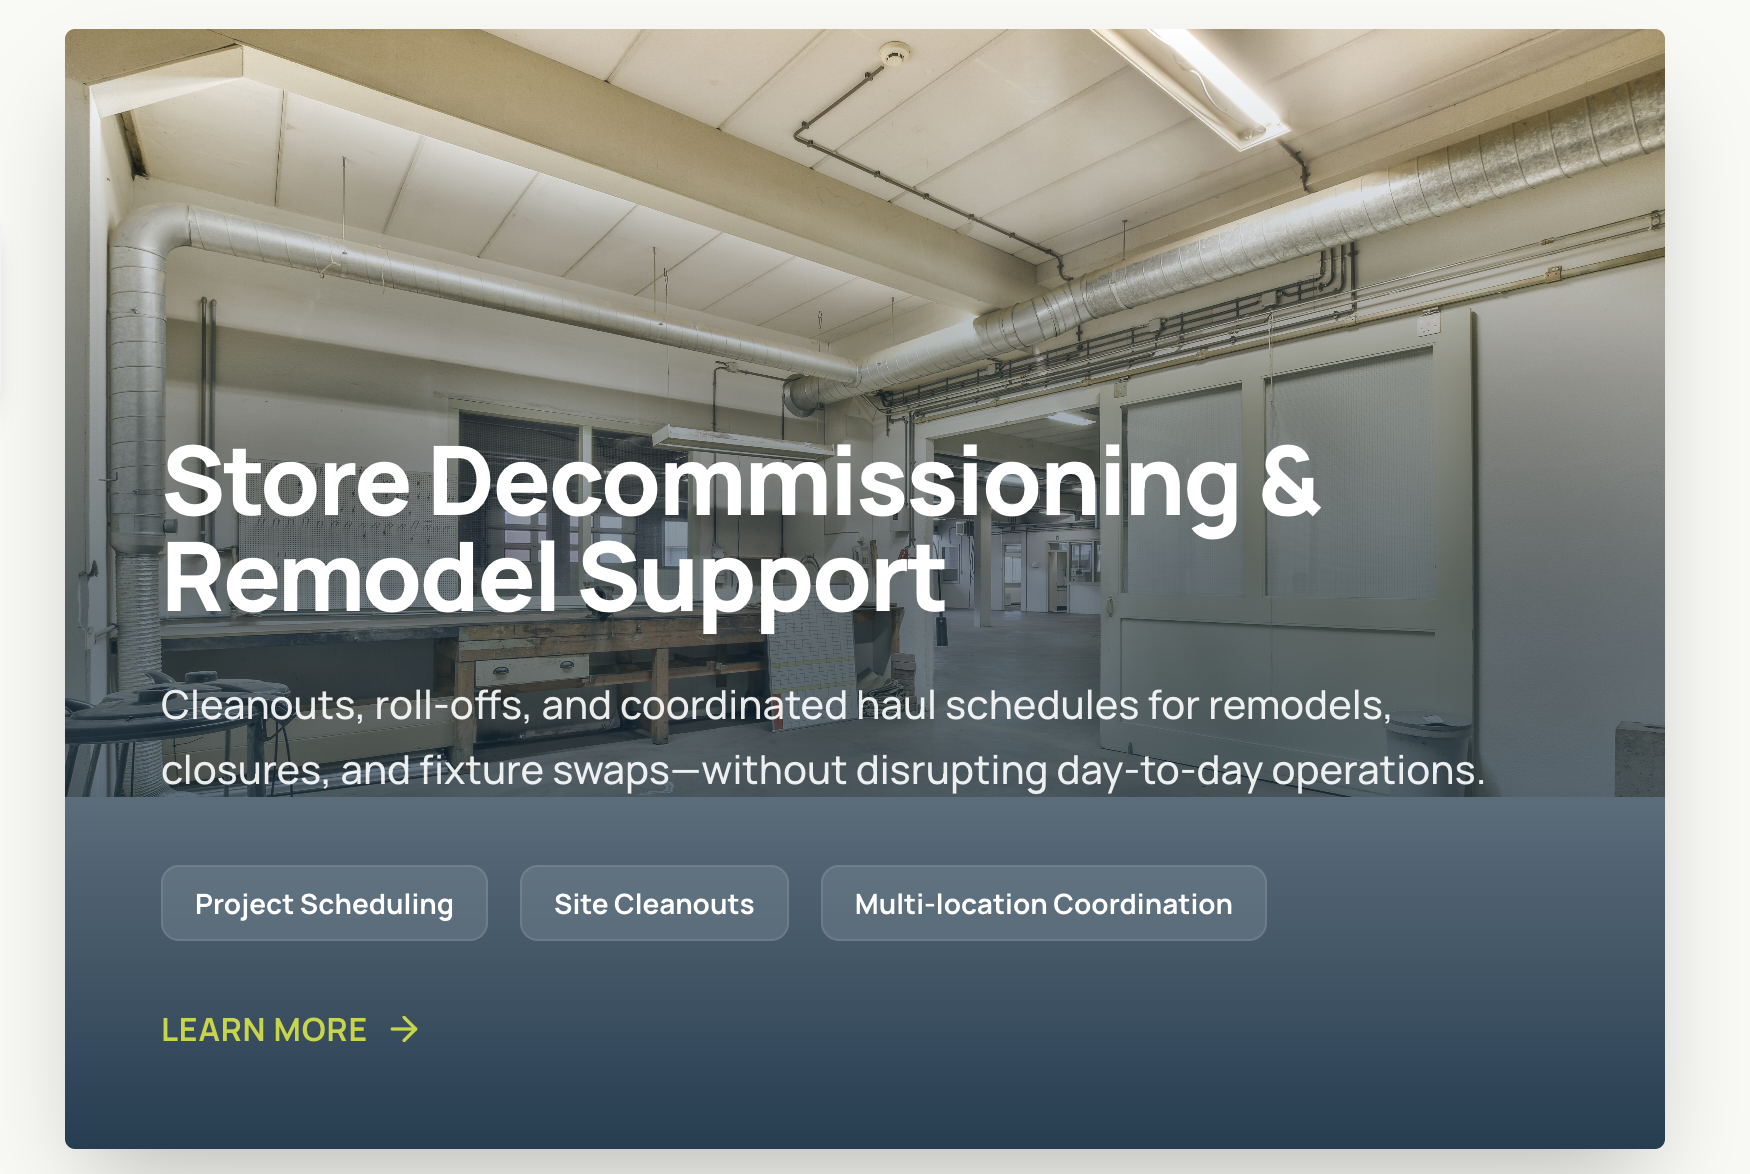 Store Decommissioning &
Remodel Support
Cleanouts, roll-offs, and coordinated haul schedules for remodels,
closures, and fixture swaps—without disrupting day-to-day operations.
Project Scheduling
Site Cleanouts
Multi-location Coordination
LEARN MORE